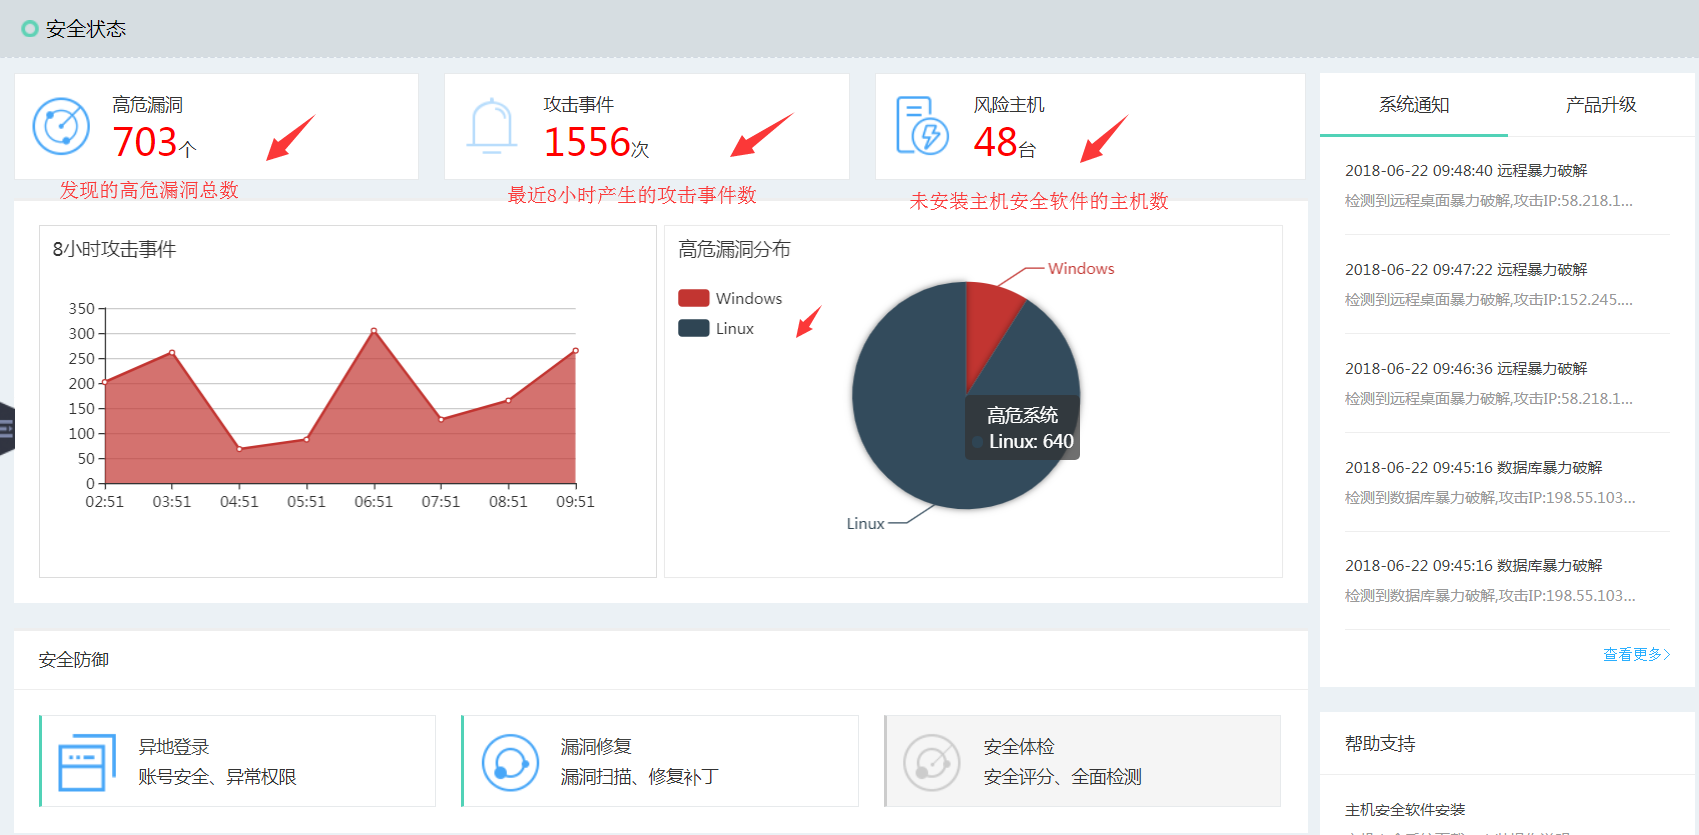 安全状态
高危漏洞
703个
发现的高危漏洞总数
攻击事件
1556次
最近8小时产生的攻击事件数
风险主机
48台
未安装主机安全软件的主机数
8小时攻击事件
350
300
250
200
150
100
50
0
02:51 03:51 04:51 05:51 06:51 07:51 08:51 09:51
高危漏洞分布
Windows
Linux
Windows
高危系统
Linux: 640
Linux
安全防御
异地登录
账号安全、异常权限
漏洞修复
漏洞扫描、修复补丁
安全体检
安全评分、全面检测
系统通知 产品升级
2018-06-22 09:48:40 远程暴力破解
检测到远程桌面暴力破解,攻击IP:58.218.1...
2018-06-22 09:47:22 远程暴力破解
检测到远程桌面暴力破解,攻击IP:152.245....
2018-06-22 09:46:36 远程暴力破解
检测到远程桌面暴力破解,攻击IP:58.218.1...
2018-06-22 09:45:16 数据库暴力破解
检测到数据库暴力破解,攻击IP:198.55.103...
2018-06-22 09:45:16 数据库暴力破解
检测到数据库暴力破解,攻击IP:198.55.103...
查看更多>
帮助支持
主机安全软件安装